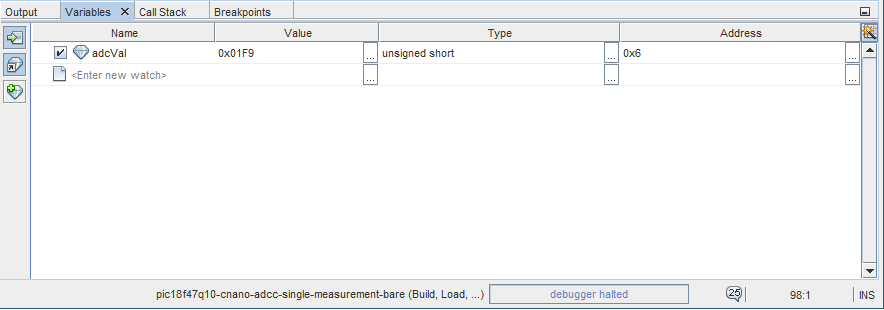 Output Variables Call Stack Breakpoints
Name Value Type Address
adcVal 0x01F9 ... unsigned short ... 0x6 ...
<Enter new watch> ... ... ...
pic18f47q10-cnano-adcc-single-measurement-bare (Build, Load, ...) debugger halted 25 98:1 INS